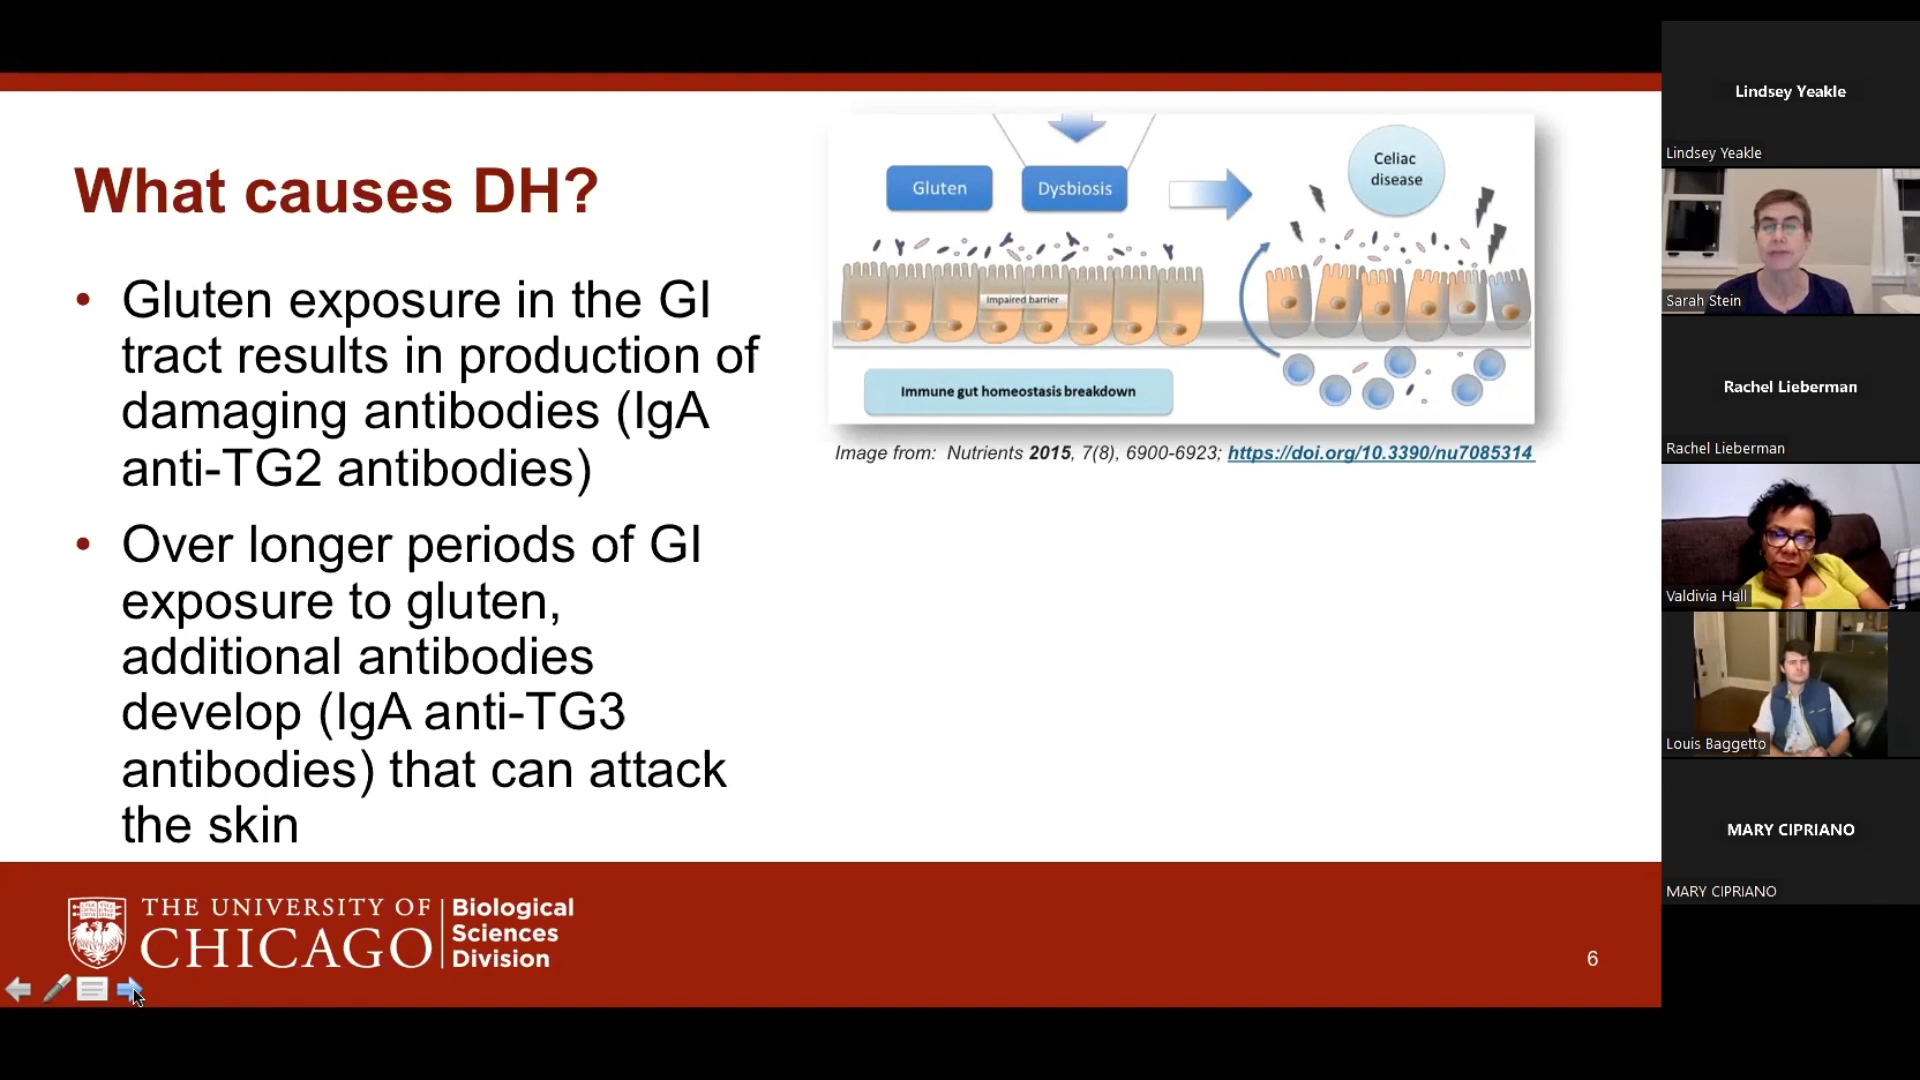 What causes DH?
• Gluten exposure in the GI
tract results in production of
damaging antibodies (IgA
anti-TG2 antibodies)
• Over longer periods of GI
exposure to gluten,
additional antibodies
develop (IgA anti-TG3
antibodies) that can attack
the skin
Gluten
Dysbiosis
Celiac
disease
Impaired barrier
Immune gut homeostasis breakdown
Image from: Nutrients 2015, 7(8), 6900-6923; https://doi.org/10.3390/nu7085314
THE UNIVERSITY OF
CHICAGO
Biological
Sciences
Division
6
Lindsey Yeakle
Lindsey Yeakle
Sarah Stein
Rachel Lieberman
Rachel Lieberman
Valdivia Hall
Louis Baggetto
MARY CIPRIANO
MARY CIPRIANO